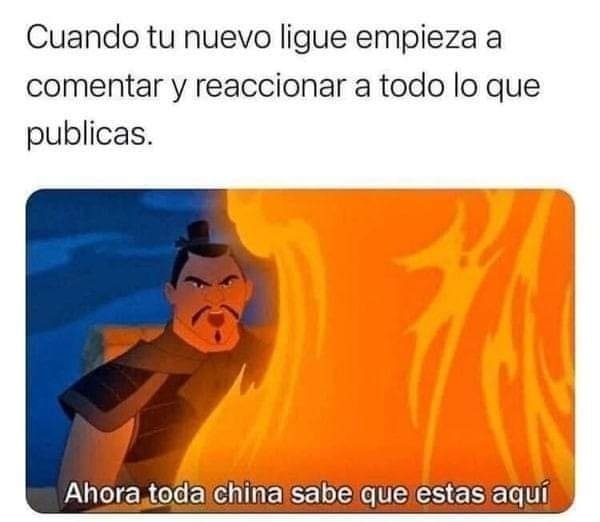 Cuando tu nuevo ligue empieza a
comentar y reaccionar a todo lo que
publicas.
Ahora toda china sabe que estas aquí